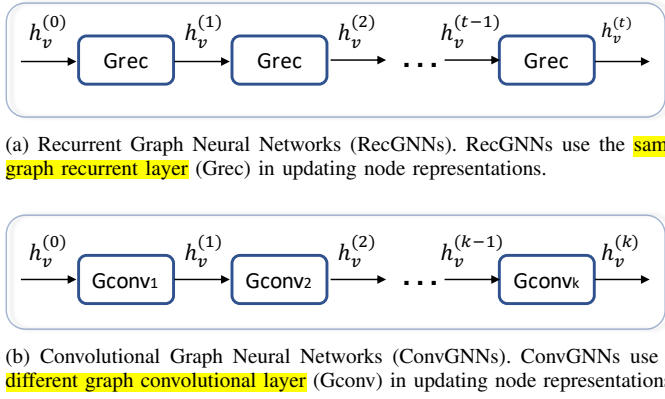 h_v^(0) h_v^(1) h_v^(2) h_v^(t−1) h_v^(t)
Grec Grec ... Grec
(a) Recurrent Graph Neural Networks (RecGNNs). RecGNNs use the sam
graph recurrent layer (Grec) in updating node representations.
h_v^(0) h_v^(1) h_v^(2) h_v^(k−1) h_v^(k)
Gconv₁ Gconv₂ ... Gconvₖ
(b) Convolutional Graph Neural Networks (ConvGNNs). ConvGNNs use
different graph convolutional layer (Gconv) in updating node representation